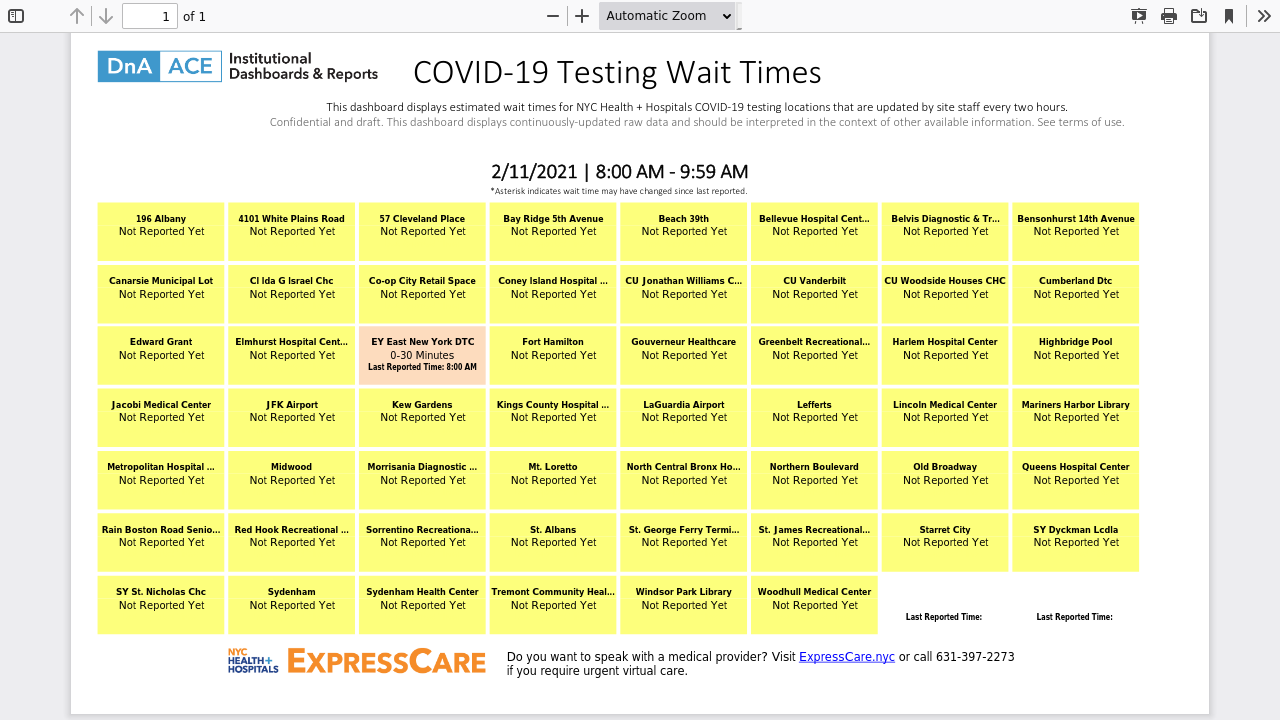 1 of 1
Automatic Zoom
DnA ACE Institutional Dashboards & Reports
COVID-19 Testing Wait Times
This dashboard displays estimated wait times for NYC Health + Hospitals COVID-19 testing locations that are updated by site staff every two hours.
Confidential and draft. This dashboard displays continuously-updated raw data and should be interpreted in the context of other available information. See terms of use.
2/11/2021 | 8:00 AM - 9:59 AM
*Asterisk indicates wait time may have changed since last reported.
196 Albany
Not Reported Yet
4101 White Plains Road
Not Reported Yet
57 Cleveland Place
Not Reported Yet
Bay Ridge 5th Avenue
Not Reported Yet
Beach 39th
Not Reported Yet
Bellevue Hospital Cent...
Not Reported Yet
Belvis Diagnostic & Tr...
Not Reported Yet
Bensonhurst 14th Avenue
Not Reported Yet
Canarsie Municipal Lot
Not Reported Yet
CI Ida G Israel Chc
Not Reported Yet
Co-op City Retail Space
Not Reported Yet
Coney Island Hospital ...
Not Reported Yet
CU Jonathan Williams C...
Not Reported Yet
CU Vanderbilt
Not Reported Yet
CU Woodside Houses CHC
Not Reported Yet
Cumberland Dtc
Not Reported Yet
Edward Grant
Not Reported Yet
Elmhurst Hospital Cent...
Not Reported Yet
EY East New York DTC
0-30 Minutes
Last Reported Time: 8:00 AM
Fort Hamilton
Not Reported Yet
Gouverneur Healthcare
Not Reported Yet
Greenbelt Recreational...
Not Reported Yet
Harlem Hospital Center
Not Reported Yet
Highbridge Pool
Not Reported Yet
Jacobi Medical Center
Not Reported Yet
JFK Airport
Not Reported Yet
Kew Gardens
Not Reported Yet
Kings County Hospital ...
Not Reported Yet
LaGuardia Airport
Not Reported Yet
Lefferts
Not Reported Yet
Lincoln Medical Center
Not Reported Yet
Mariners Harbor Library
Not Reported Yet
Metropolitan Hospital ...
Not Reported Yet
Midwood
Not Reported Yet
Morrisania Diagnostic ...
Not Reported Yet
Mt. Loretto
Not Reported Yet
North Central Bronx Ho...
Not Reported Yet
Northern Boulevard
Not Reported Yet
Old Broadway
Not Reported Yet
Queens Hospital Center
Not Reported Yet
Rain Boston Road Senio...
Not Reported Yet
Red Hook Recreational ...
Not Reported Yet
Sorrentino Recreationa...
Not Reported Yet
St. Albans
Not Reported Yet
St. George Ferry Termi...
Not Reported Yet
St. James Recreational...
Not Reported Yet
Starret City
Not Reported Yet
SY Dyckman Lcdla
Not Reported Yet
SY St. Nicholas Chc
Not Reported Yet
Sydenham
Not Reported Yet
Sydenham Health Center
Not Reported Yet
Tremont Community Heal...
Not Reported Yet
Windsor Park Library
Not Reported Yet
Woodhull Medical Center
Not Reported Yet
Last Reported Time:
Last Reported Time:
NYC HEALTH+ HOSPITALS
EXPRESSCARE
Do you want to speak with a medical provider? Visit ExpressCare.nyc or call 631-397-2273
if you require urgent virtual care.